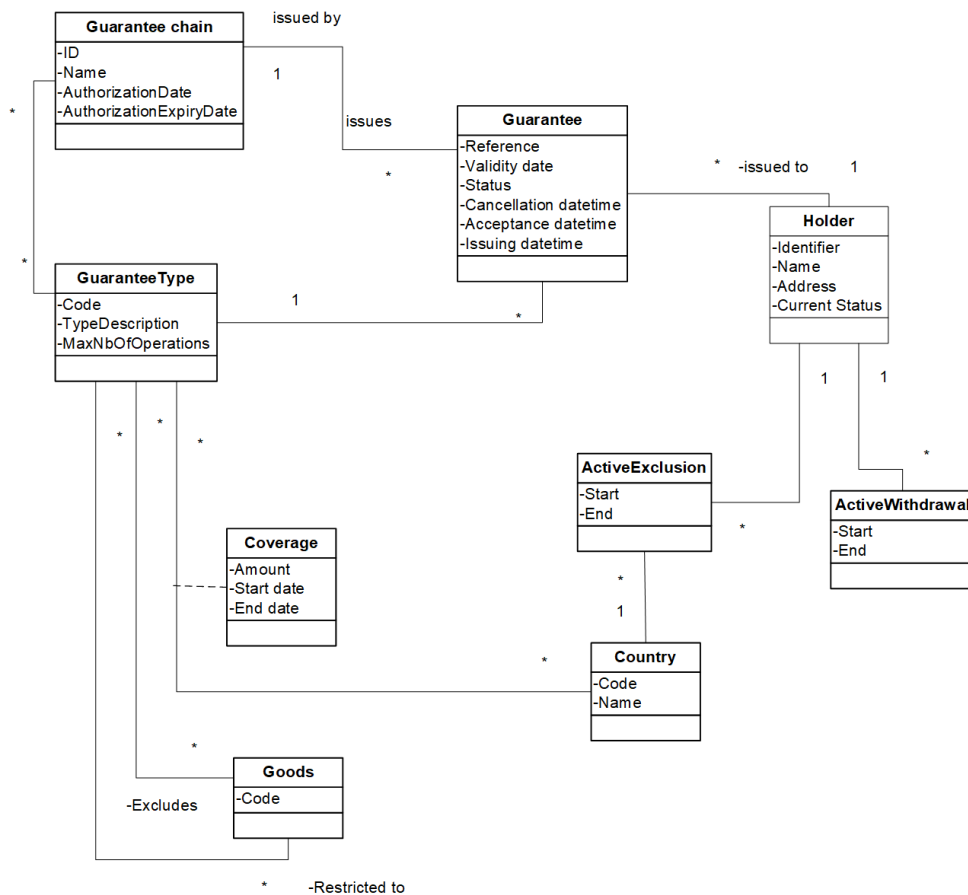 issued by
Guarantee chain
-ID
-Name
-AuthorizationDate
-AuthorizationExpiryDate
1
*
issues
*
Guarantee
-Reference
-Validity date
-Status
-Cancellation datetime
-Acceptance datetime
-Issuing datetime
* -issued to 1
Holder
-Identifier
-Name
-Address
-Current Status
*
GuaranteeType
-Code
-TypeDescription
-MaxNbOfOperations
1
*
1
1
*
*
*
*
ActiveExclusion
-Start
-End
*
ActiveWithdrawal
-Start
-End
Coverage
-Amount
-Start date
-End date
*
1
*
Country
-Code
-Name
*
Goods
-Code
-Excludes
* -Restricted to